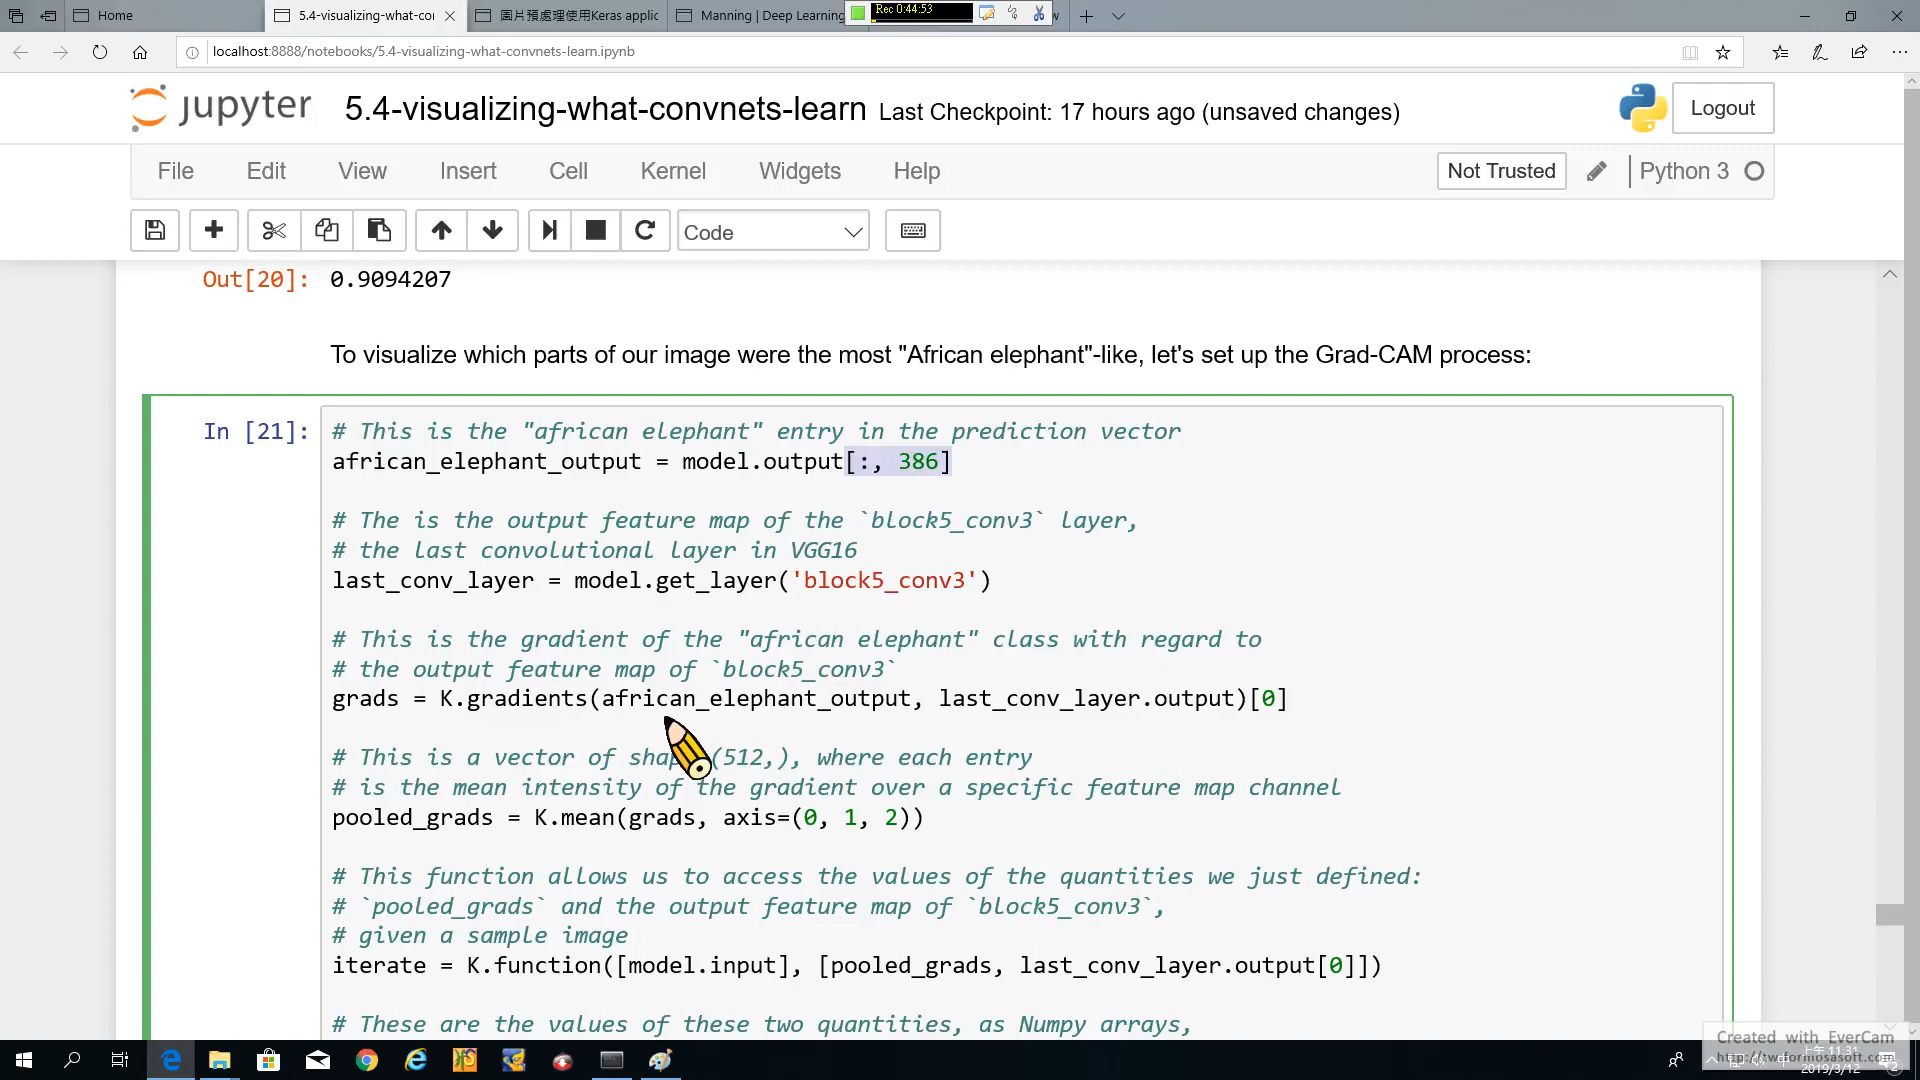 Home
5.4-visualizing-what-cor
圖片預處理使用Keras applic
Manning | Deep Learning
Rec 0:44:53
localhost:8888/notebooks/5.4-visualizing-what-convnets-learn.ipynb
jupyter
5.4-visualizing-what-convnets-learn Last Checkpoint: 17 hours ago (unsaved changes)
Logout
File Edit View Insert Cell Kernel Widgets Help
Not Trusted
Python 3
Code
Out[20]: 0.9094207
To visualize which parts of our image were the most "African elephant"-like, let's set up the Grad-CAM process:
In [21]:
# This is the "african elephant" entry in the prediction vector
african_elephant_output = model.output[:, 386]
# The is the output feature map of the `block5_conv3` layer,
# the last convolutional layer in VGG16
last_conv_layer = model.get_layer('block5_conv3')
# This is the gradient of the "african elephant" class with regard to
# the output feature map of `block5_conv3`
grads = K.gradients(african_elephant_output, last_conv_layer.output)[0]
# This is a vector of shap (512,), where each entry
# is the mean intensity of the gradient over a specific feature map channel
pooled_grads = K.mean(grads, axis=(0, 1, 2))
# This function allows us to access the values of the quantities we just defined:
# `pooled_grads` and the output feature map of `block5_conv3`,
# given a sample image
iterate = K.function([model.input], [pooled_grads, last_conv_layer.output[0]])
# These are the values of these two quantities, as Numpy arrays,
Created with EverCam
http://tw.formosasoft.com
上午 11:31
2019/3/12